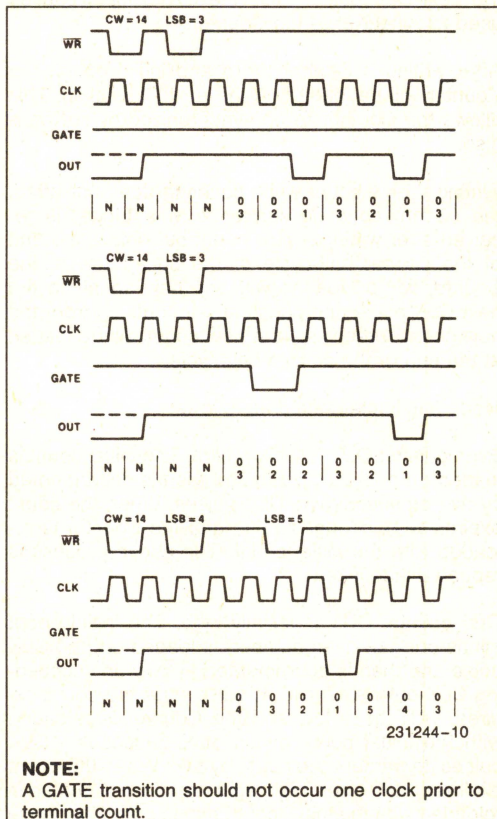 CW = 14 LSB = 3
WR
CLK
GATE
OUT
N N N N 0 0 0 0 0 0 0
3 2 1 3 2 1 3
CW = 14 LSB = 3
WR
CLK
GATE
OUT
N N N N 0 0 0 0 0 0 0
3 2 2 3 2 1 3
CW = 14 LSB = 4 LSB = 5
WR
CLK
GATE
OUT
N N N N 0 0 0 0 0 0 0
4 3 2 1 5 4 3
231244–10
NOTE:
A GATE transition should not occur one clock prior to
terminal count.